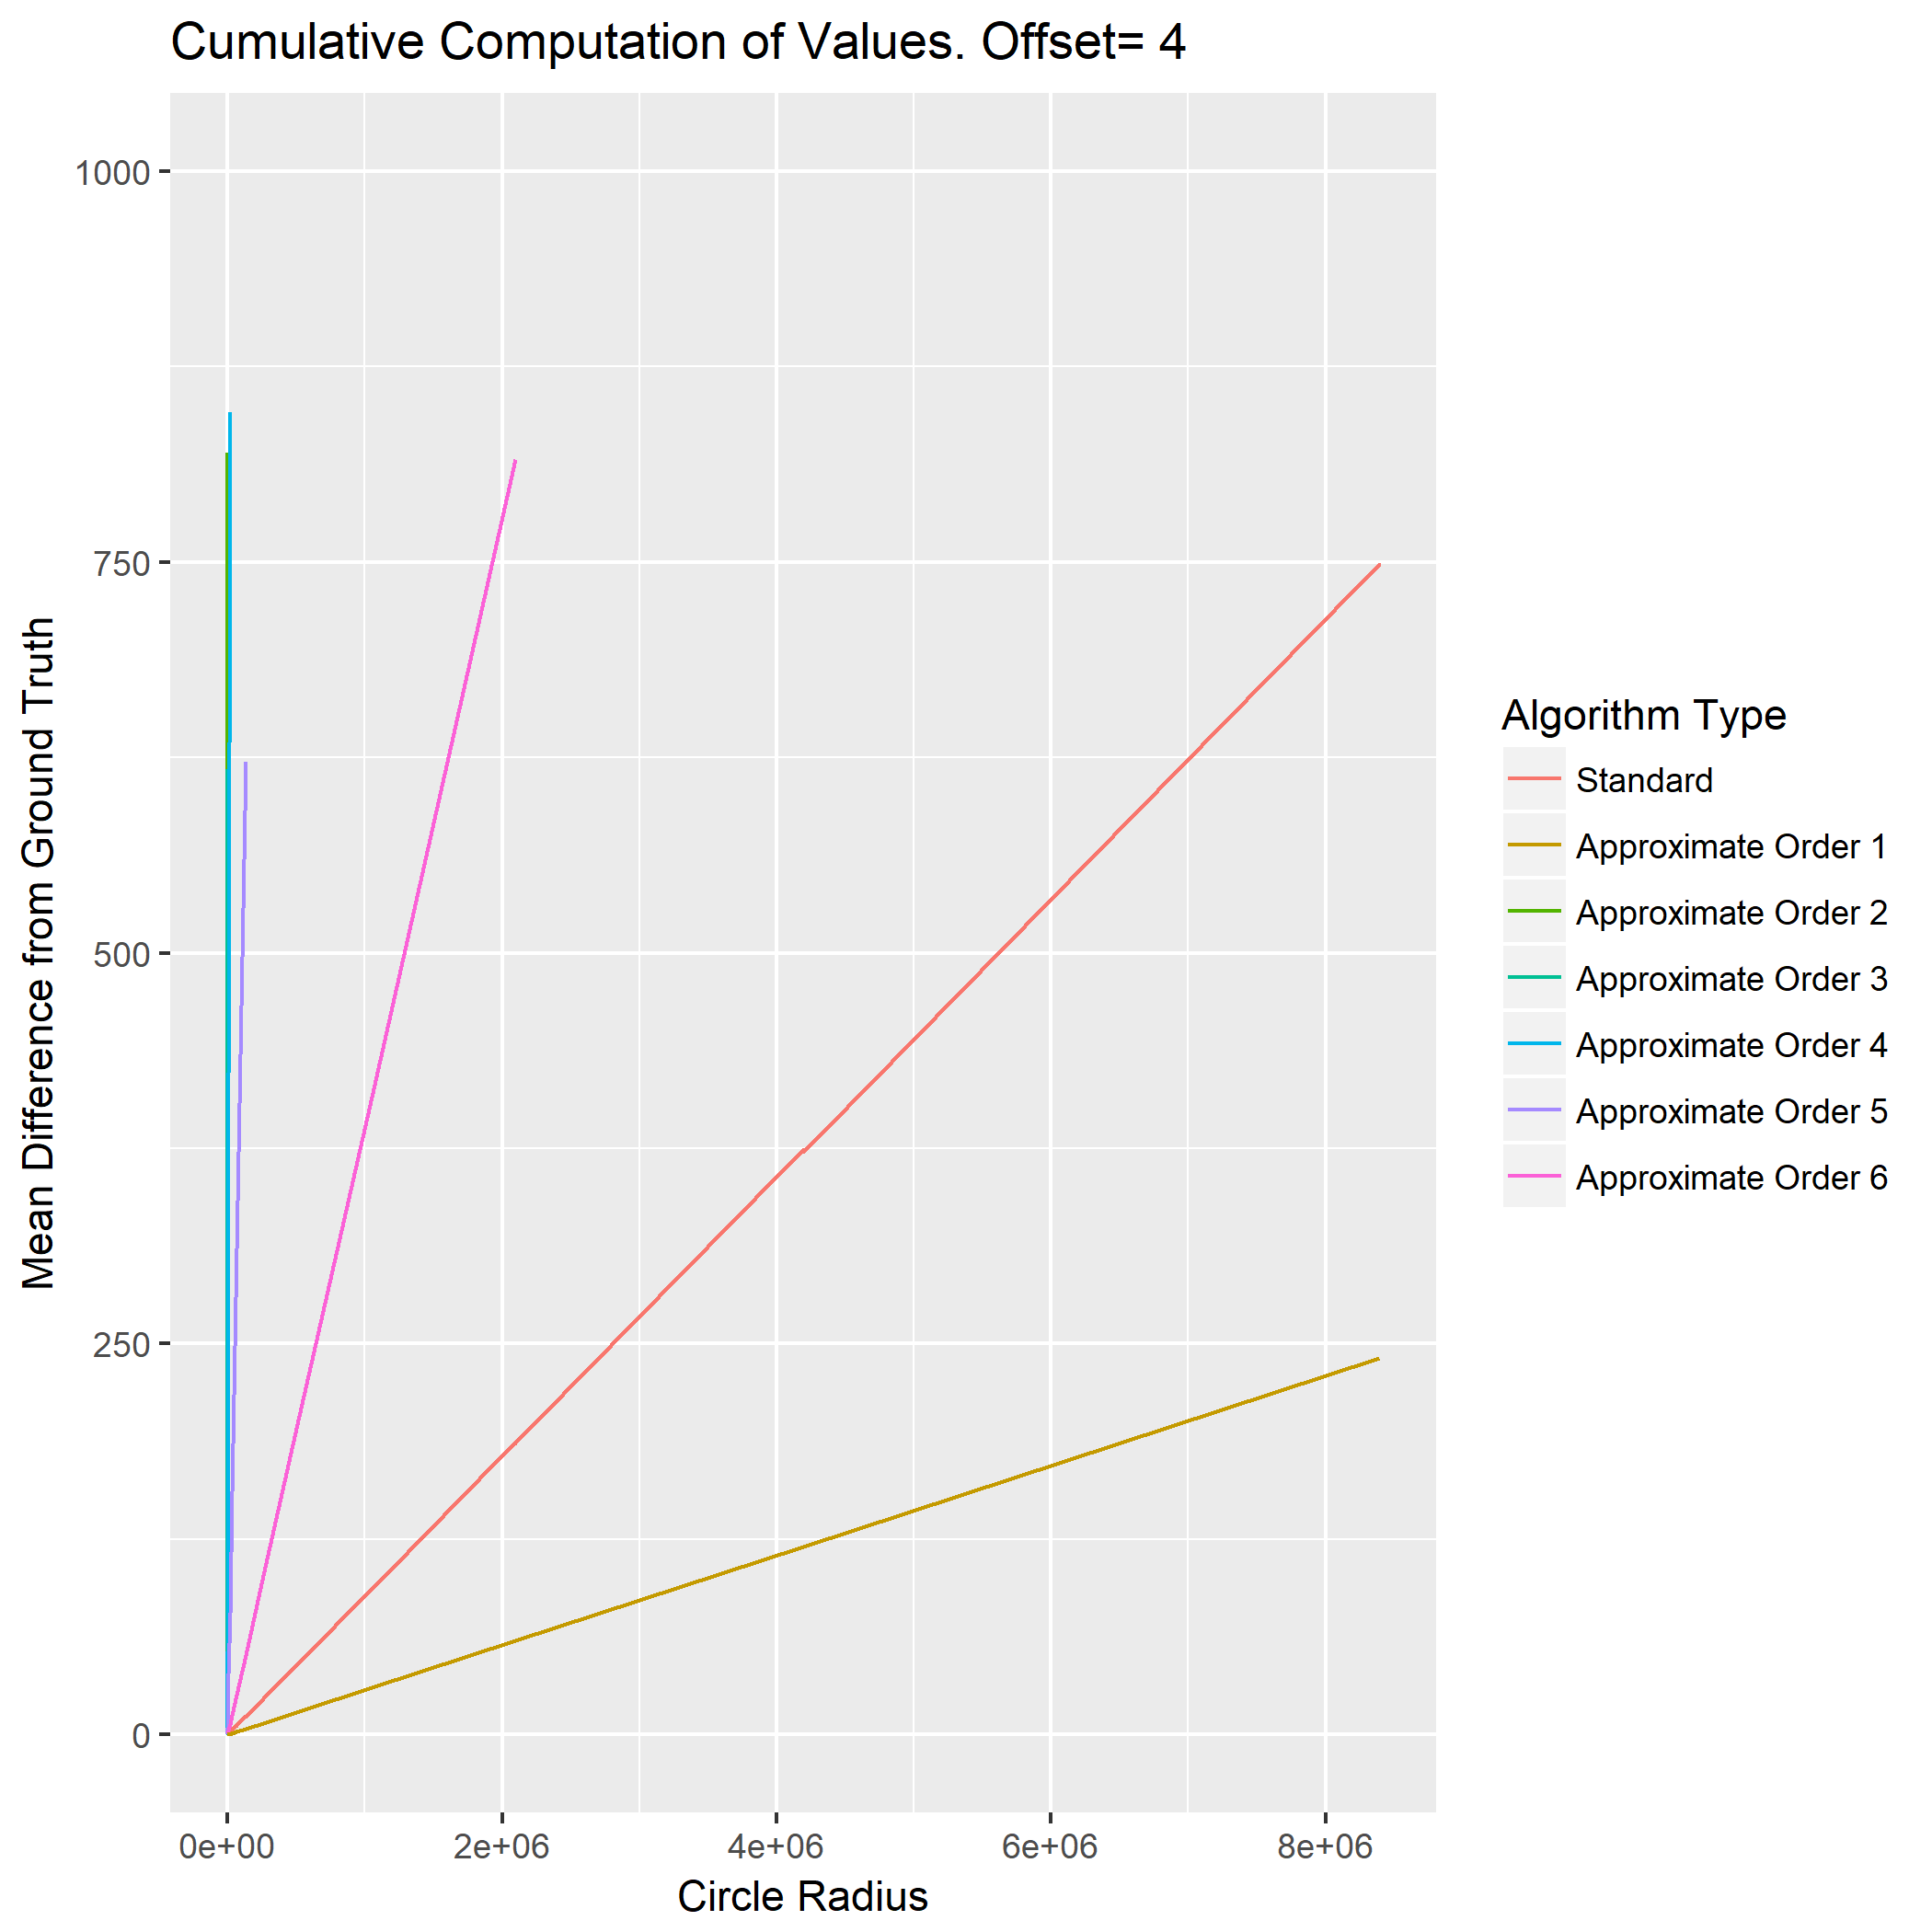 Cumulative Computation of Values. Offset= 4
1000
750
500
250
0
Mean Difference from Ground Truth
0e+00 2e+06 4e+06 6e+06 8e+06
Circle Radius
Algorithm Type
Standard
Approximate Order 1
Approximate Order 2
Approximate Order 3
Approximate Order 4
Approximate Order 5
Approximate Order 6